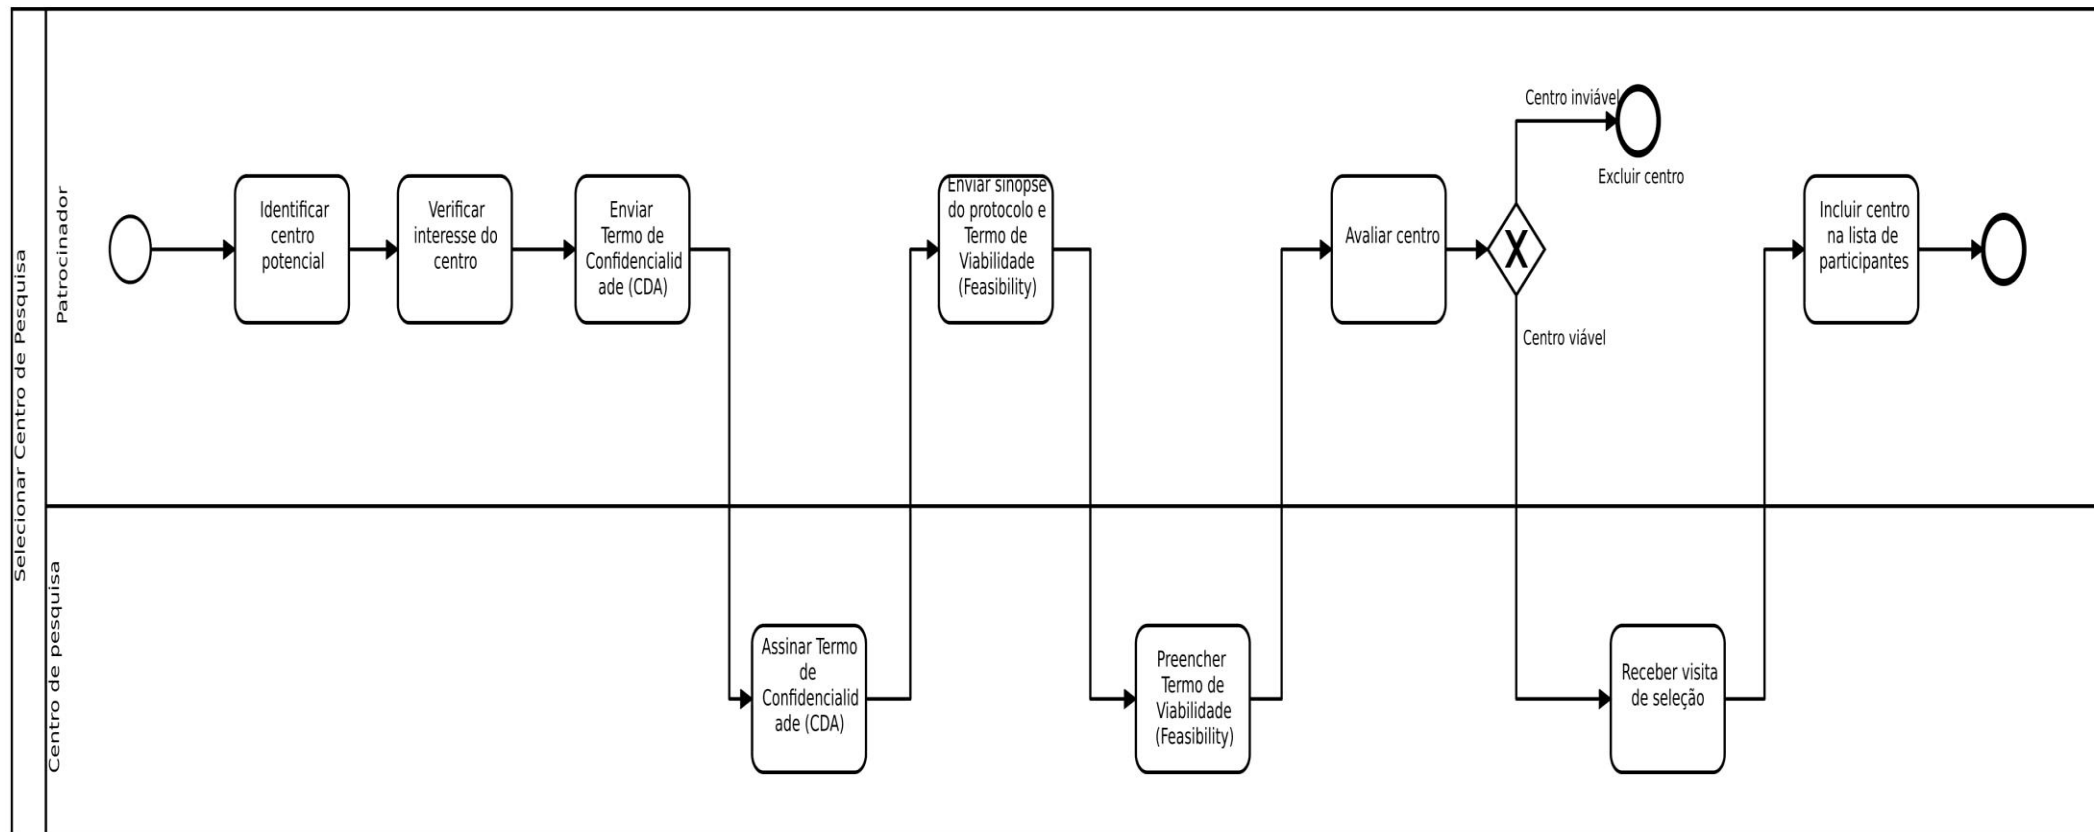 Selecionar Centro de Pesquisa
Patrocinador
Identificar
centro
potencial
Verificar
interesse do
centro
Enviar
Termo de
Confidencialid
ade (CDA)
Assinar Termo
de
Confidencialid
ade (CDA)
Enviar sinopse
do protocolo e
Termo de
Viabilidade
(Feasibility)
Preencher
Termo de
Viabilidade
(Feasibility)
Avaliar centro
X
Centro inviável
Excluir centro
Centro viável
Receber visita
de seleção
Incluir centro
na lista de
participantes
Centro de pesquisa